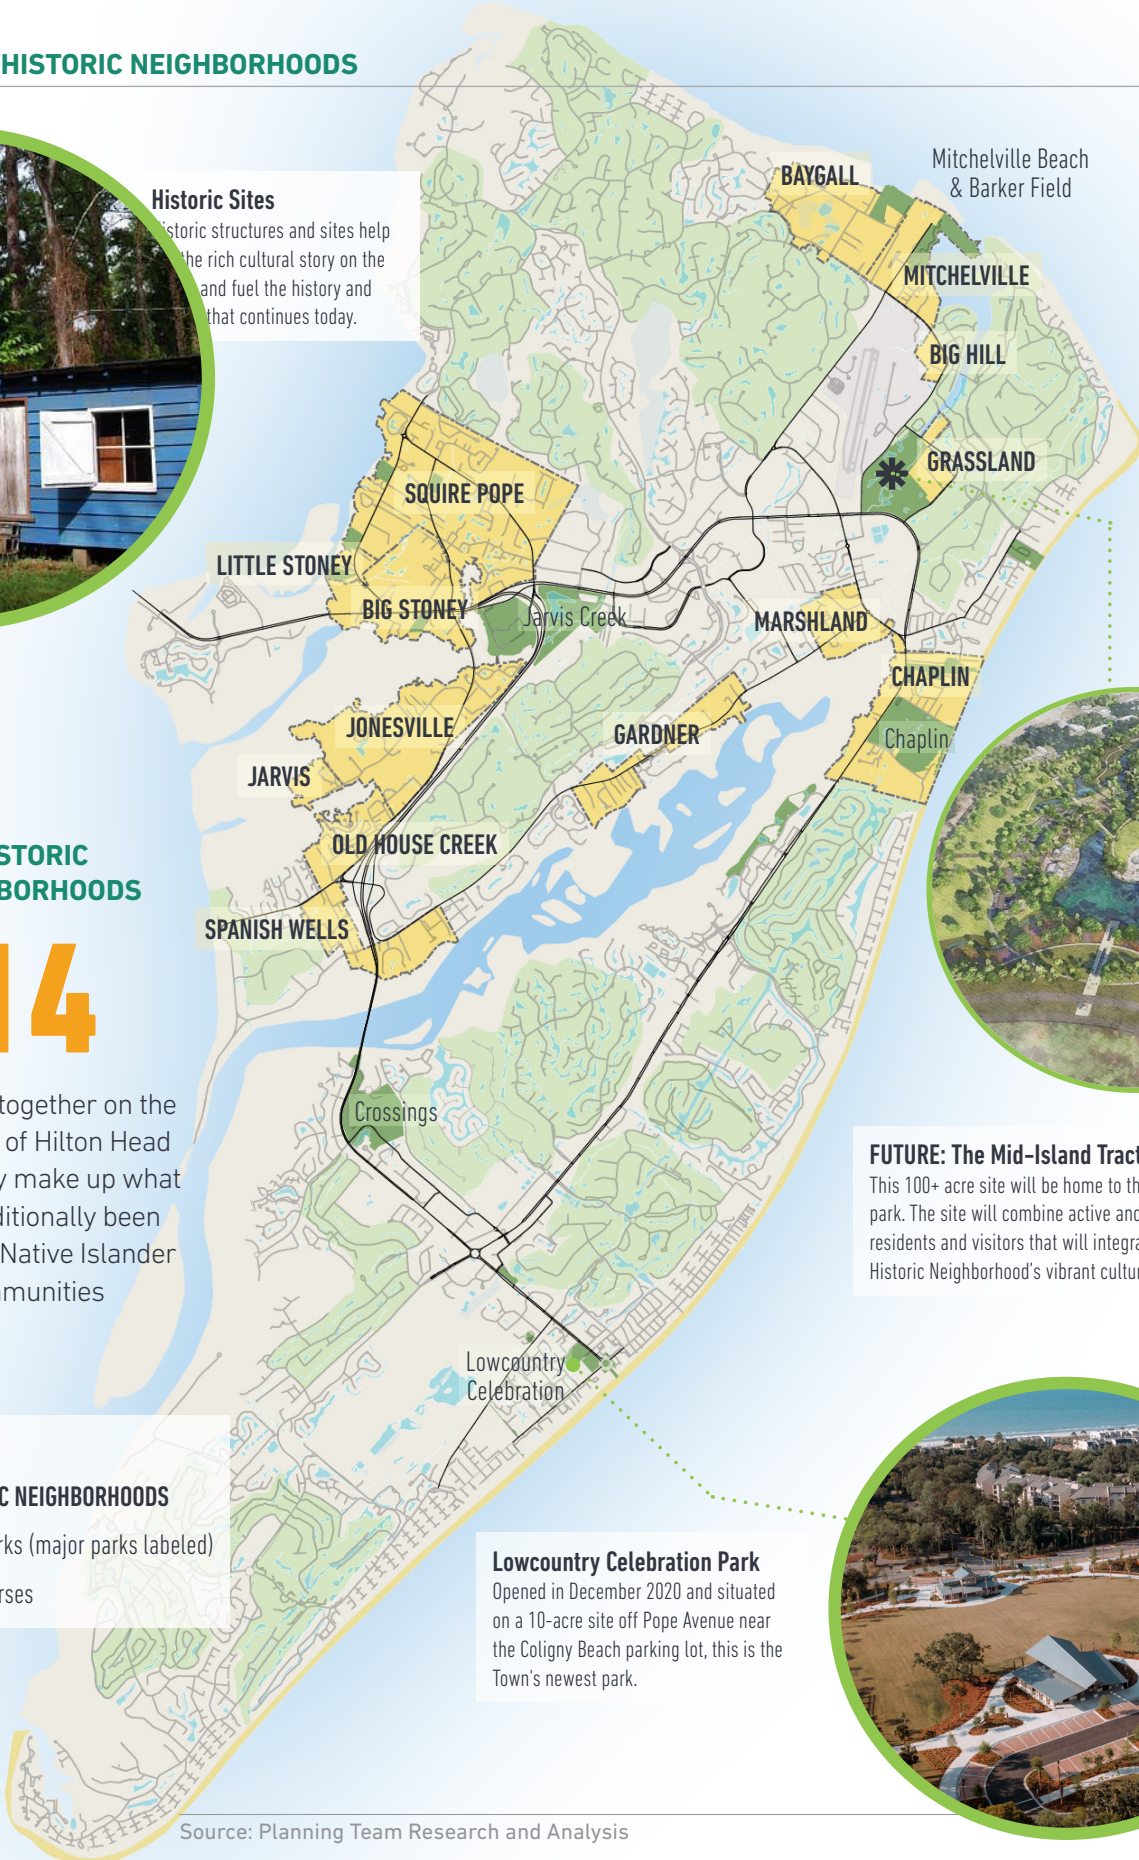 HISTORIC NEIGHBORHOODS
Historic Sites
istoric structures and sites help
the rich cultural story on the
and fuel the history and
that continues today.
BAYGALL
Mitchelville Beach
& Barker Field
MITCHELVILLE
BIG HILL
GRASSLAND
SQUIRE POPE
LITTLE STONEY
BIG STONEY
Jarvis Creek
MARSHLAND
CHAPLIN
Chaplin
JONESVILLE
GARDNER
JARVIS
OLD HOUSE CREEK
SPANISH WELLS
STORIC
BORHOODS
14
together on the
of Hilton Head
y make up what
ditionally been
Native Islander
mmunities
Crossings
FUTURE: The Mid-Island Tract
This 100+ acre site will be home to th
park. The site will combine active and
residents and visitors that will integra
Historic Neighborhood's vibrant cultur
Lowcountry
Celebration
C NEIGHBORHOODS
rks (major parks labeled)
rses
Lowcountry Celebration Park
Opened in December 2020 and situated
on a 10-acre site off Pope Avenue near
the Coligny Beach parking lot, this is the
Town's newest park.
Source: Planning Team Research and Analysis